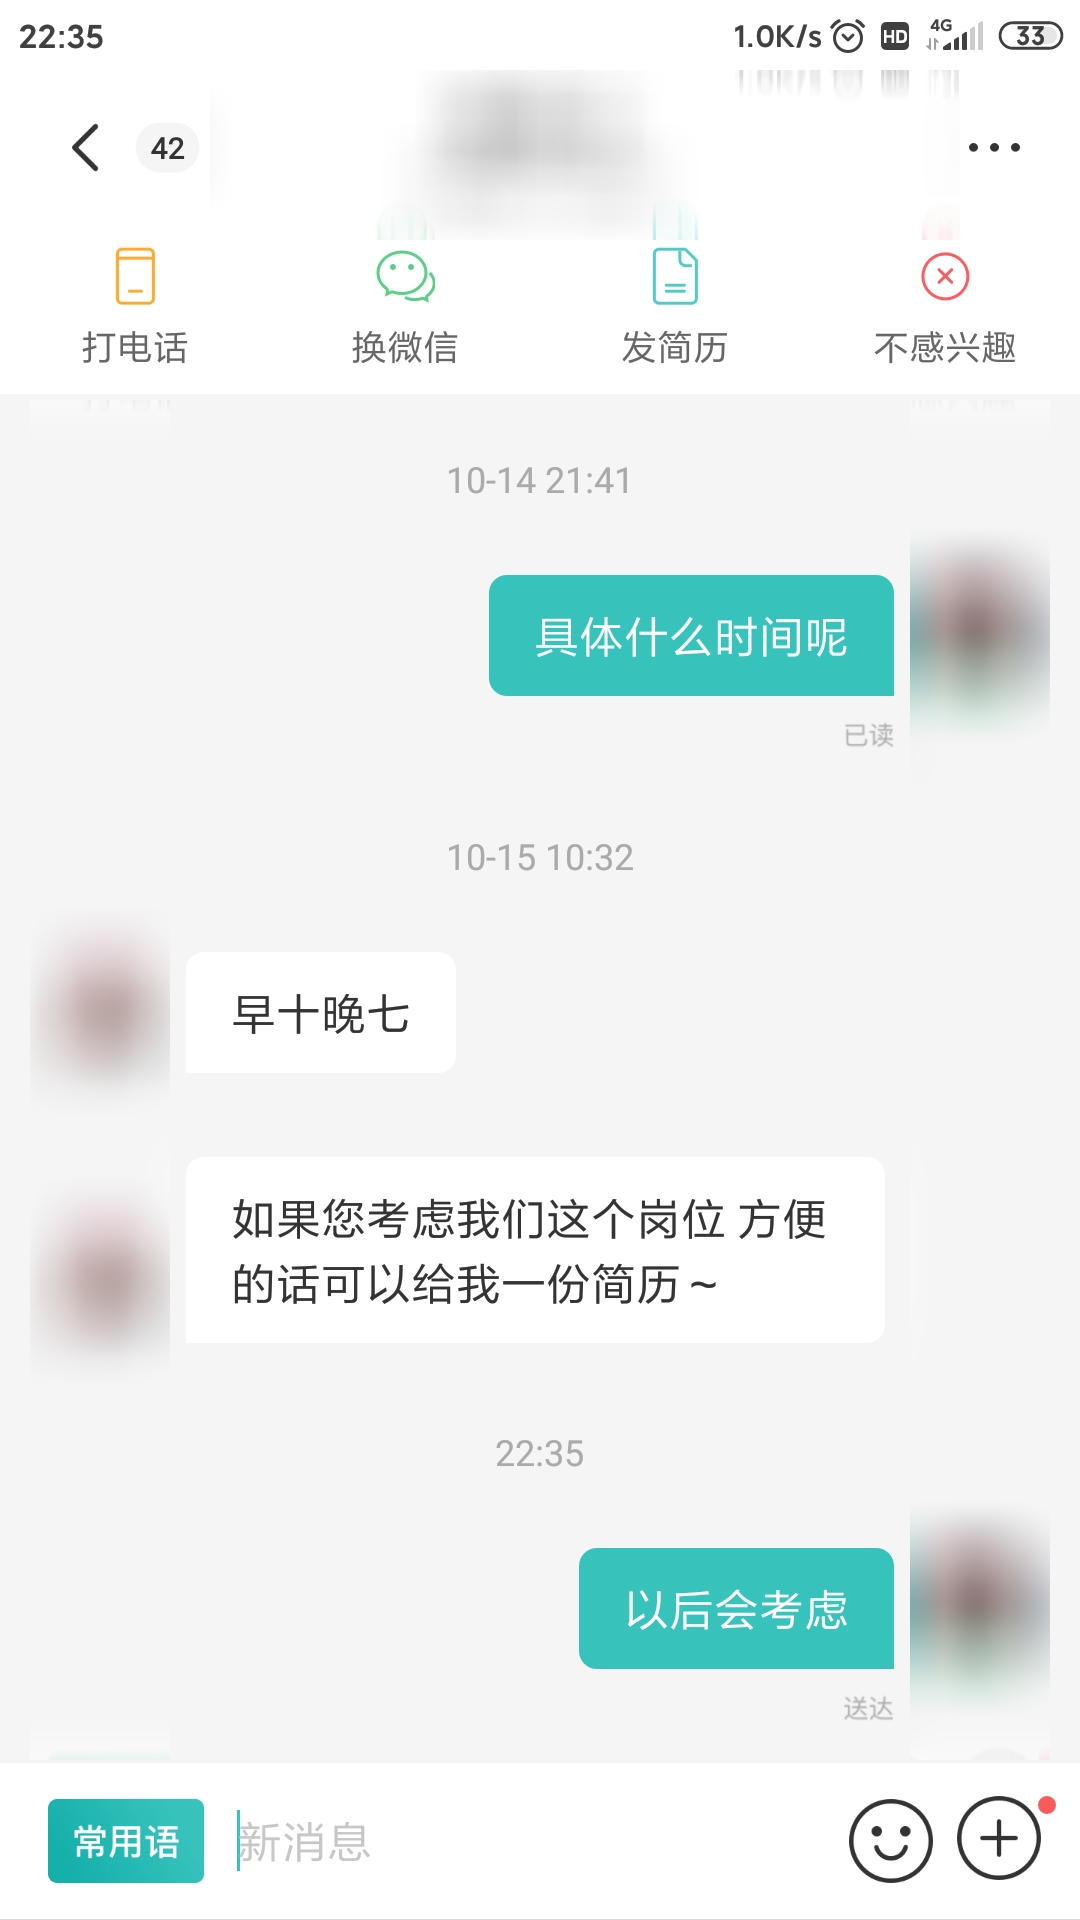 22:35 1.0K/s HD 4G 33
42
打电话 换微信 发简历 不感兴趣
10-14 21:41
具体什么时间呢
已读
10-15 10:32
早十晚七
如果您考虑我们这个岗位 方便
的话可以给我一份简历~
22:35
以后会考虑
送达
常用语 新消息